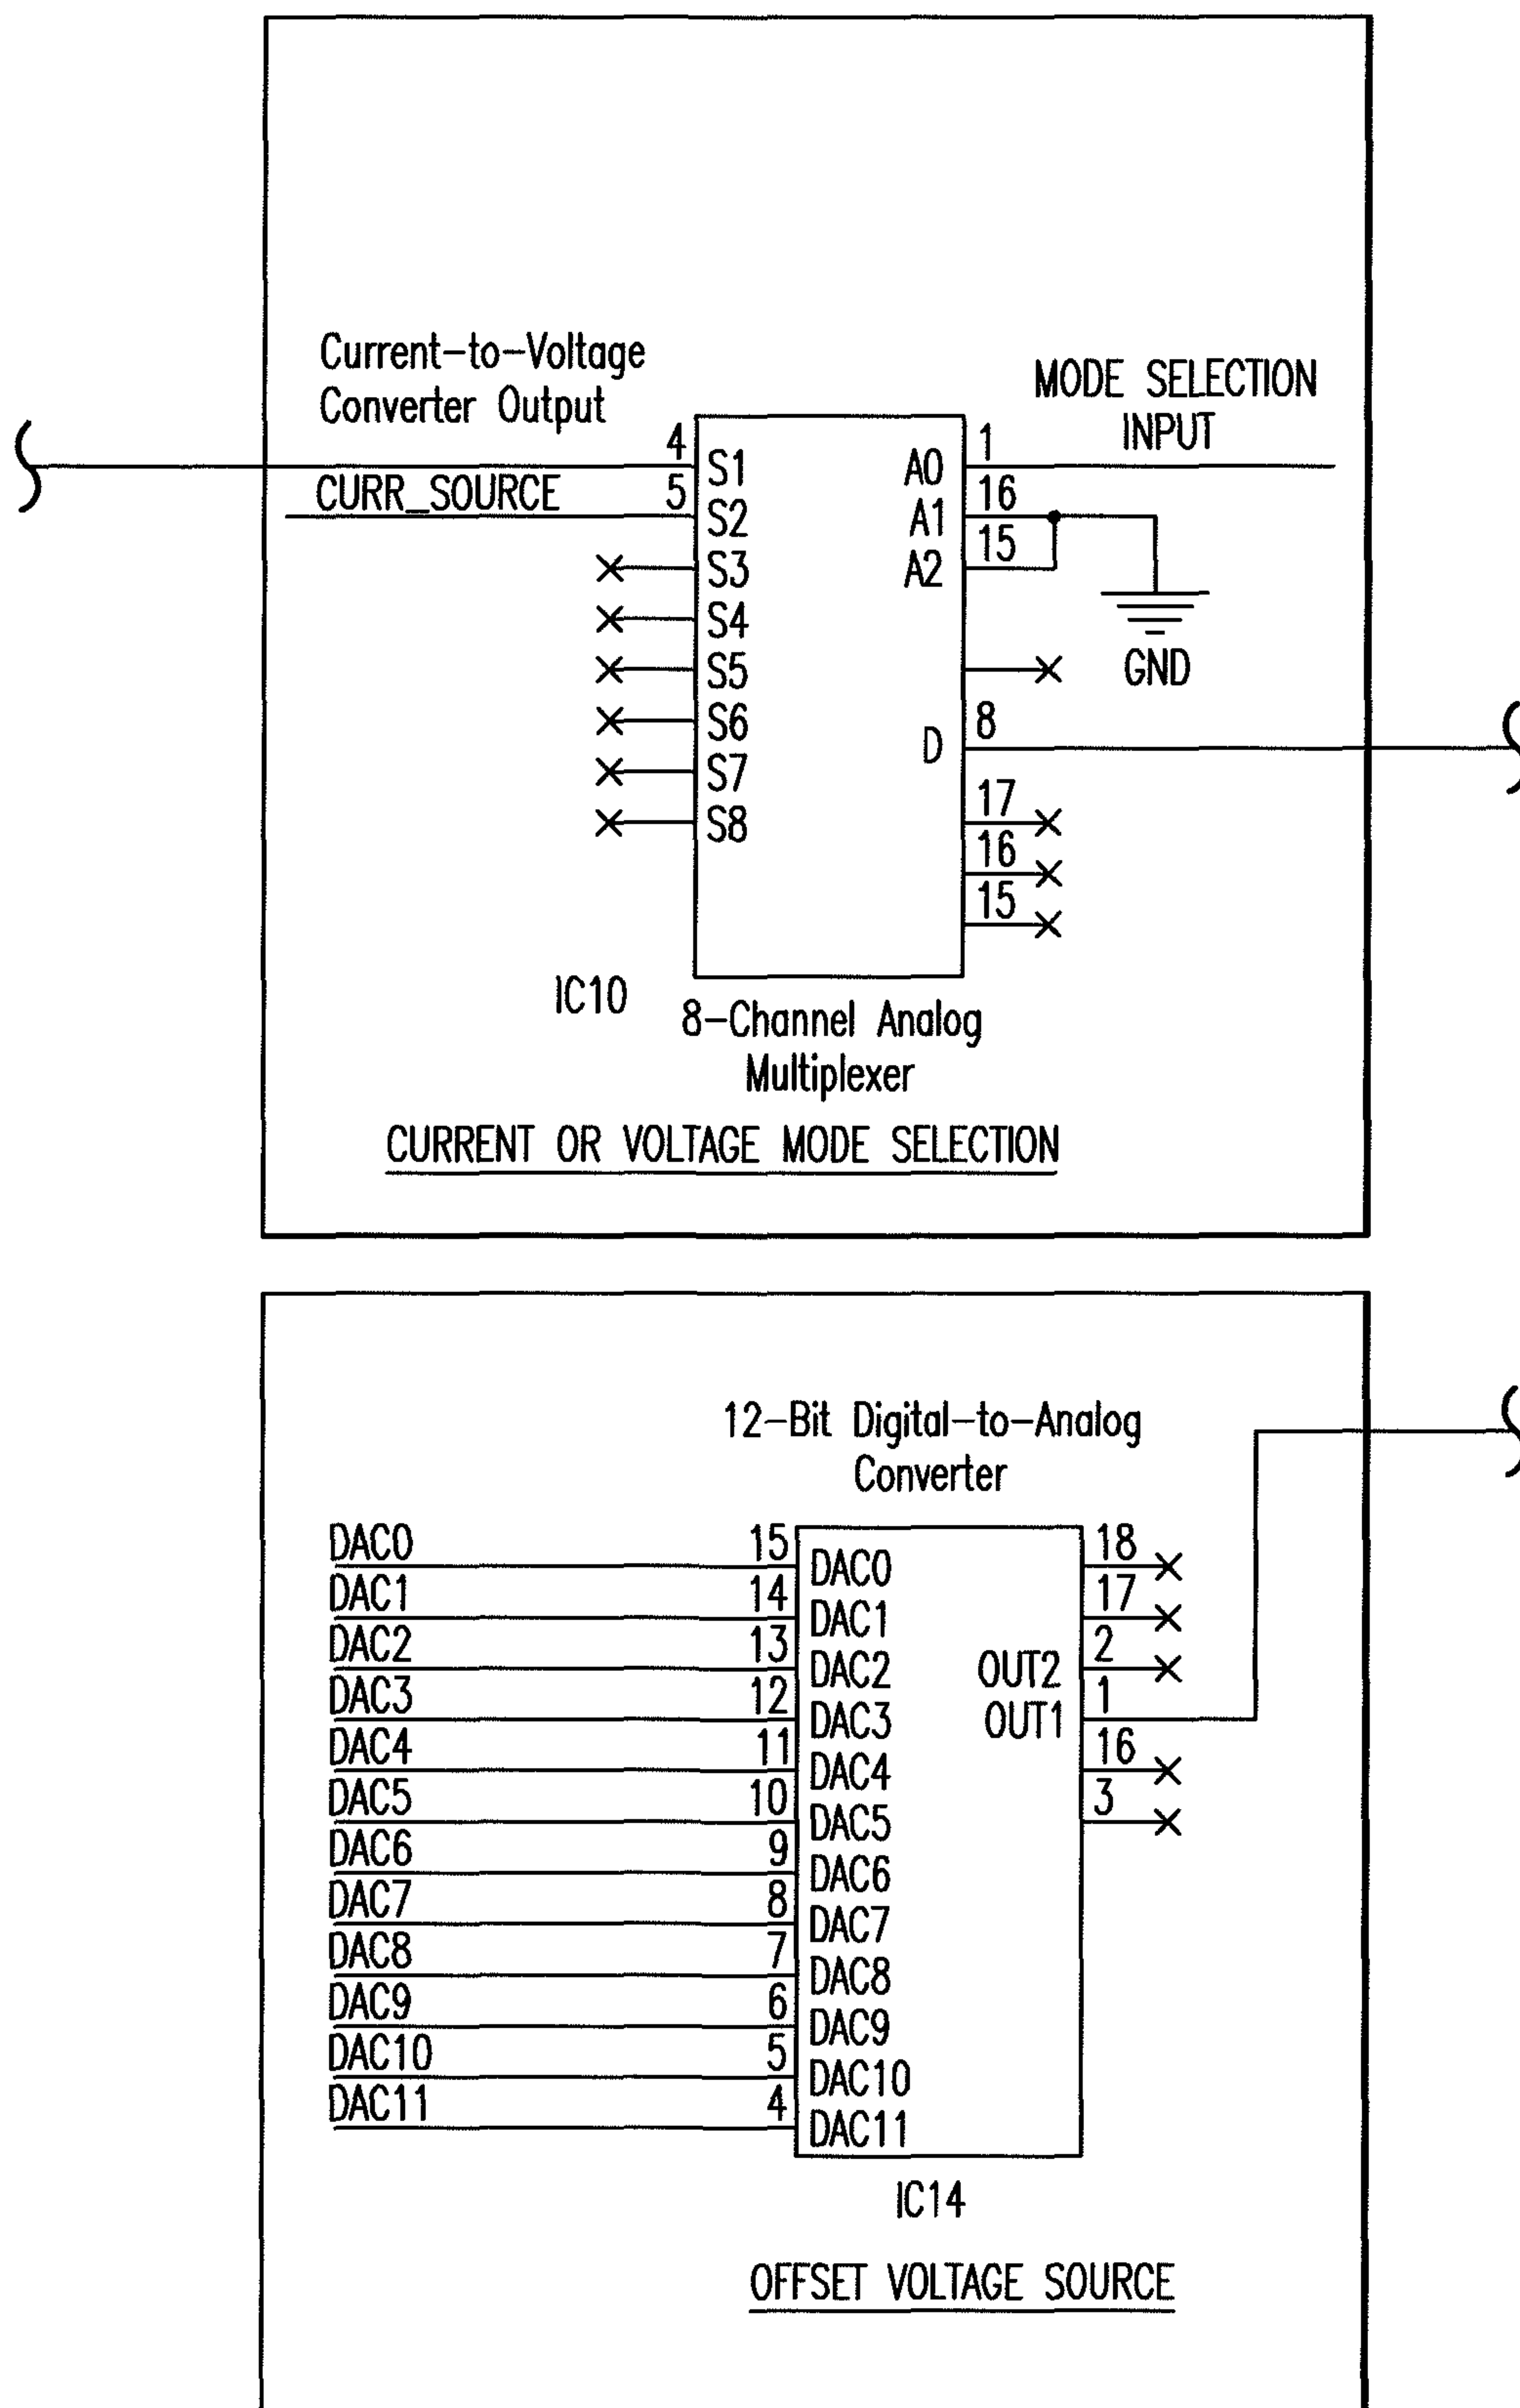 Current-to-Voltage
Converter Output
MODE SELECTION
INPUT
4 S1 A0 1
CURR_SOURCE 5 S2 A1 16
S3 A2 15
S4
S5 GND
S6
D 8
S7
S8 17
16
15
IC10
8-Channel Analog
Multiplexer
CURRENT OR VOLTAGE MODE SELECTION
12-Bit Digital-to-Analog
Converter
DAC0 15 DAC0 18
DAC1 14 DAC1 17
DAC2 13 DAC2 OUT2 2
DAC3 12 DAC3 OUT1 1
DAC4 11 DAC4 16
DAC5 10 DAC5 3
DAC6 9 DAC6
DAC7 8 DAC7
DAC8 7 DAC8
DAC9 6 DAC9
DAC10 5 DAC10
DAC11 4 DAC11
IC14
OFFSET VOLTAGE SOURCE